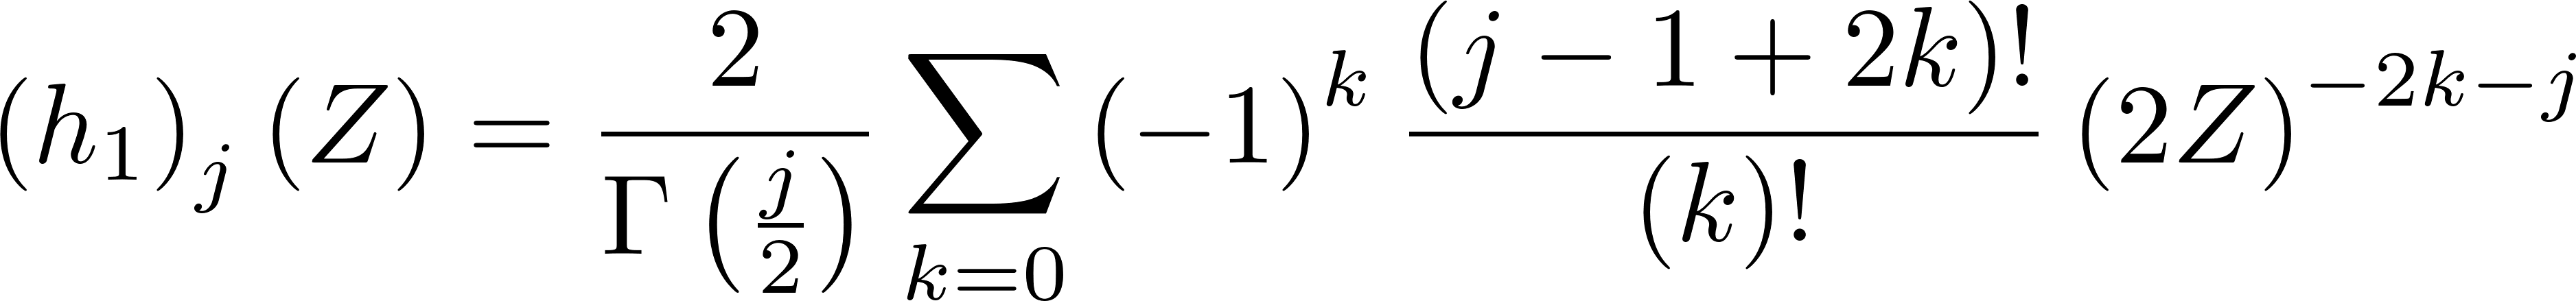 $(h_1)_j (Z) = \frac{2}{\Gamma\left(\frac{j}{2}\right)} \sum_{k=0} (-1)^k \frac{(j-1+2k)!}{(k)!} (2Z)^{-2k-j}$